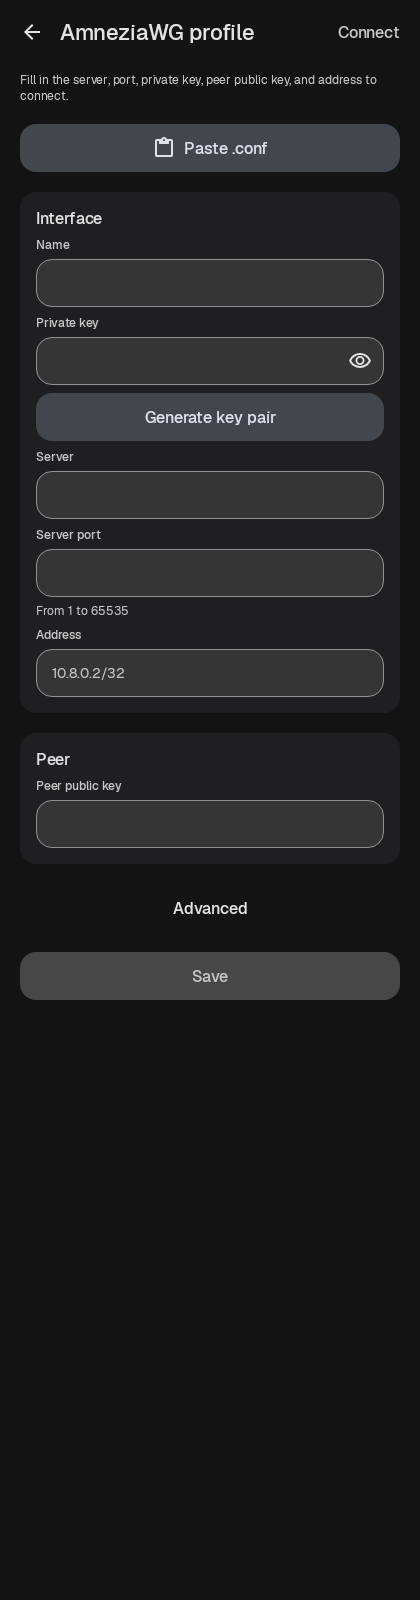 AmneziaWG profile
Connect
Fill in the server, port, private key, peer public key, and address to
connect.
Paste .conf
Interface
Name
Private key
Generate key pair
Server
Server port
From 1 to 65535
Address
10.8.0.2/32
Peer
Peer public key
Advanced
Save